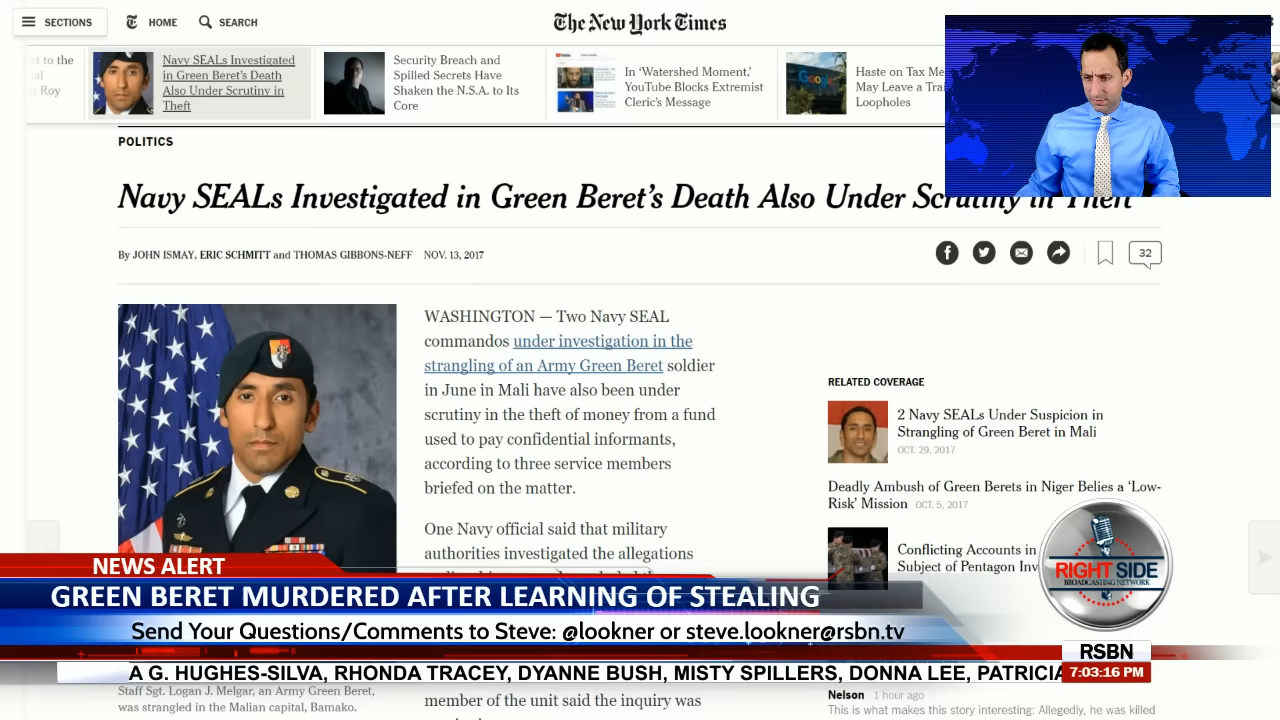 SECTIONS HOME SEARCH
The New York Times
ct to the
al
t Roy
Navy SEALs Investigated
in Green Beret's Death
Also Under Scrutiny in
Theft
Security Breach and
Spilled Secrets Have
Shaken the N.S.A. to Its
Core
In 'Watershed Moment,'
YouTube Blocks Extremist
Cleric's Message
Haste on Tax Me
May Leave a Tra
Loopholes
POLITICS
Navy SEALs Investigated in Green Beret's Death Also Under Scrutiny in Theft
By JOHN ISMAY, ERIC SCHMITT and THOMAS GIBBONS-NEFF NOV. 13, 2017
32
WASHINGTON — Two Navy SEAL
commandos under investigation in the
strangling of an Army Green Beret soldier
in June in Mali have also been under
scrutiny in the theft of money from a fund
used to pay confidential informants,
according to three service members
briefed on the matter.
One Navy official said that military
authorities investigated the allegations
RELATED COVERAGE
2 Navy SEALs Under Suspicion in
Strangling of Green Beret in Mali
OCT. 29, 2017
Deadly Ambush of Green Berets in Niger Belies a 'Low-
Risk' Mission OCT. 5, 2017
Conflicting Accounts in
Subject of Pentagon Inv
NEWS ALERT
GREEN BERET MURDERED AFTER LEARNING OF STEALING
Send Your Questions/Comments to Steve: @lookner or steve.lookner@rsbn.tv
RIGHT SIDE
BROADCASTING NETWORK
RSBN
7:03:16 PM
A G. HUGHES-SILVA, RHONDA TRACEY, DYANNE BUSH, MISTY SPILLERS, DONNA LEE, PATRICIA
Staff Sgt. Logan J. Melgar, an Army Green Beret,
was strangled in the Malian capital, Bamako.
member of the unit said the inquiry was
Nelson 1 hour ago
This is what makes this story interesting: Allegedly, he was killed